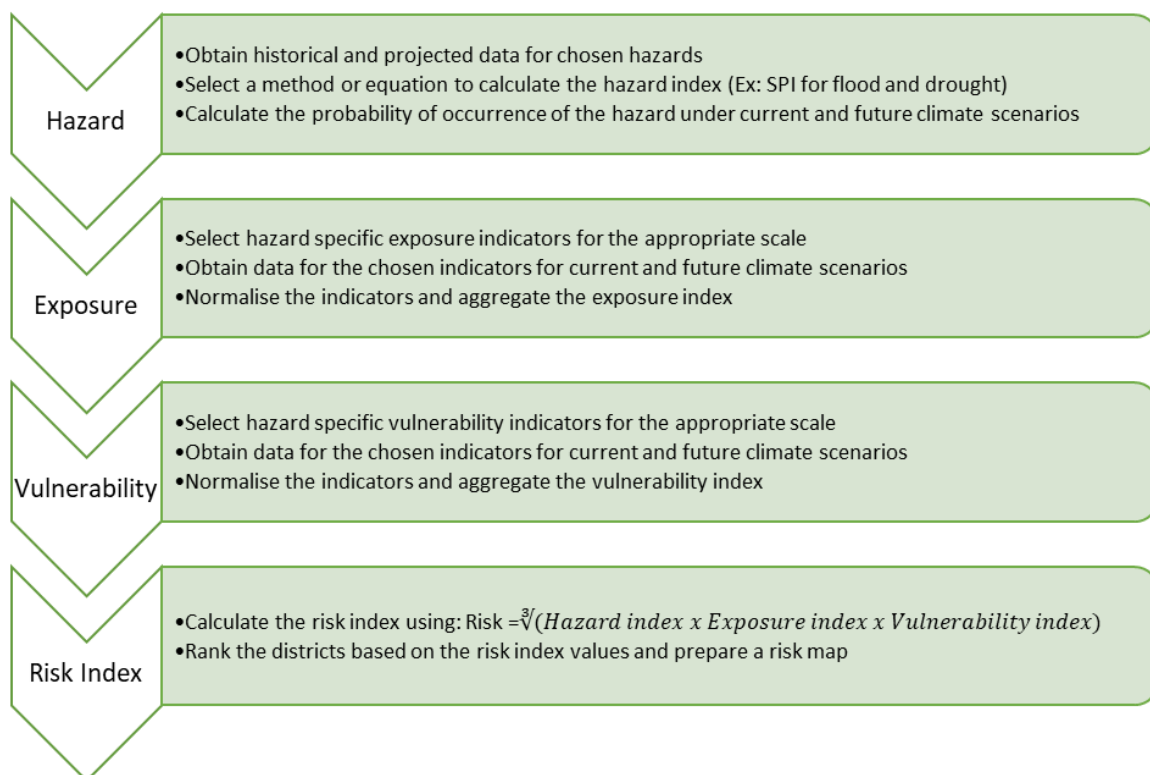 Hazard
•Obtain historical and projected data for chosen hazards
•Select a method or equation to calculate the hazard index (Ex: SPI for flood and drought)
•Calculate the probability of occurrence of the hazard under current and future climate scenarios
Exposure
•Select hazard specific exposure indicators for the appropriate scale
•Obtain data for the chosen indicators for current and future climate scenarios
•Normalise the indicators and aggregate the exposure index
Vulnerability
•Select hazard specific vulnerability indicators for the appropriate scale
•Obtain data for the chosen indicators for current and future climate scenarios
•Normalise the indicators and aggregate the vulnerability index
Risk Index
•Calculate the risk index using: Risk =∛(Hazard index x Exposure index x Vulnerability index)
•Rank the districts based on the risk index values and prepare a risk map